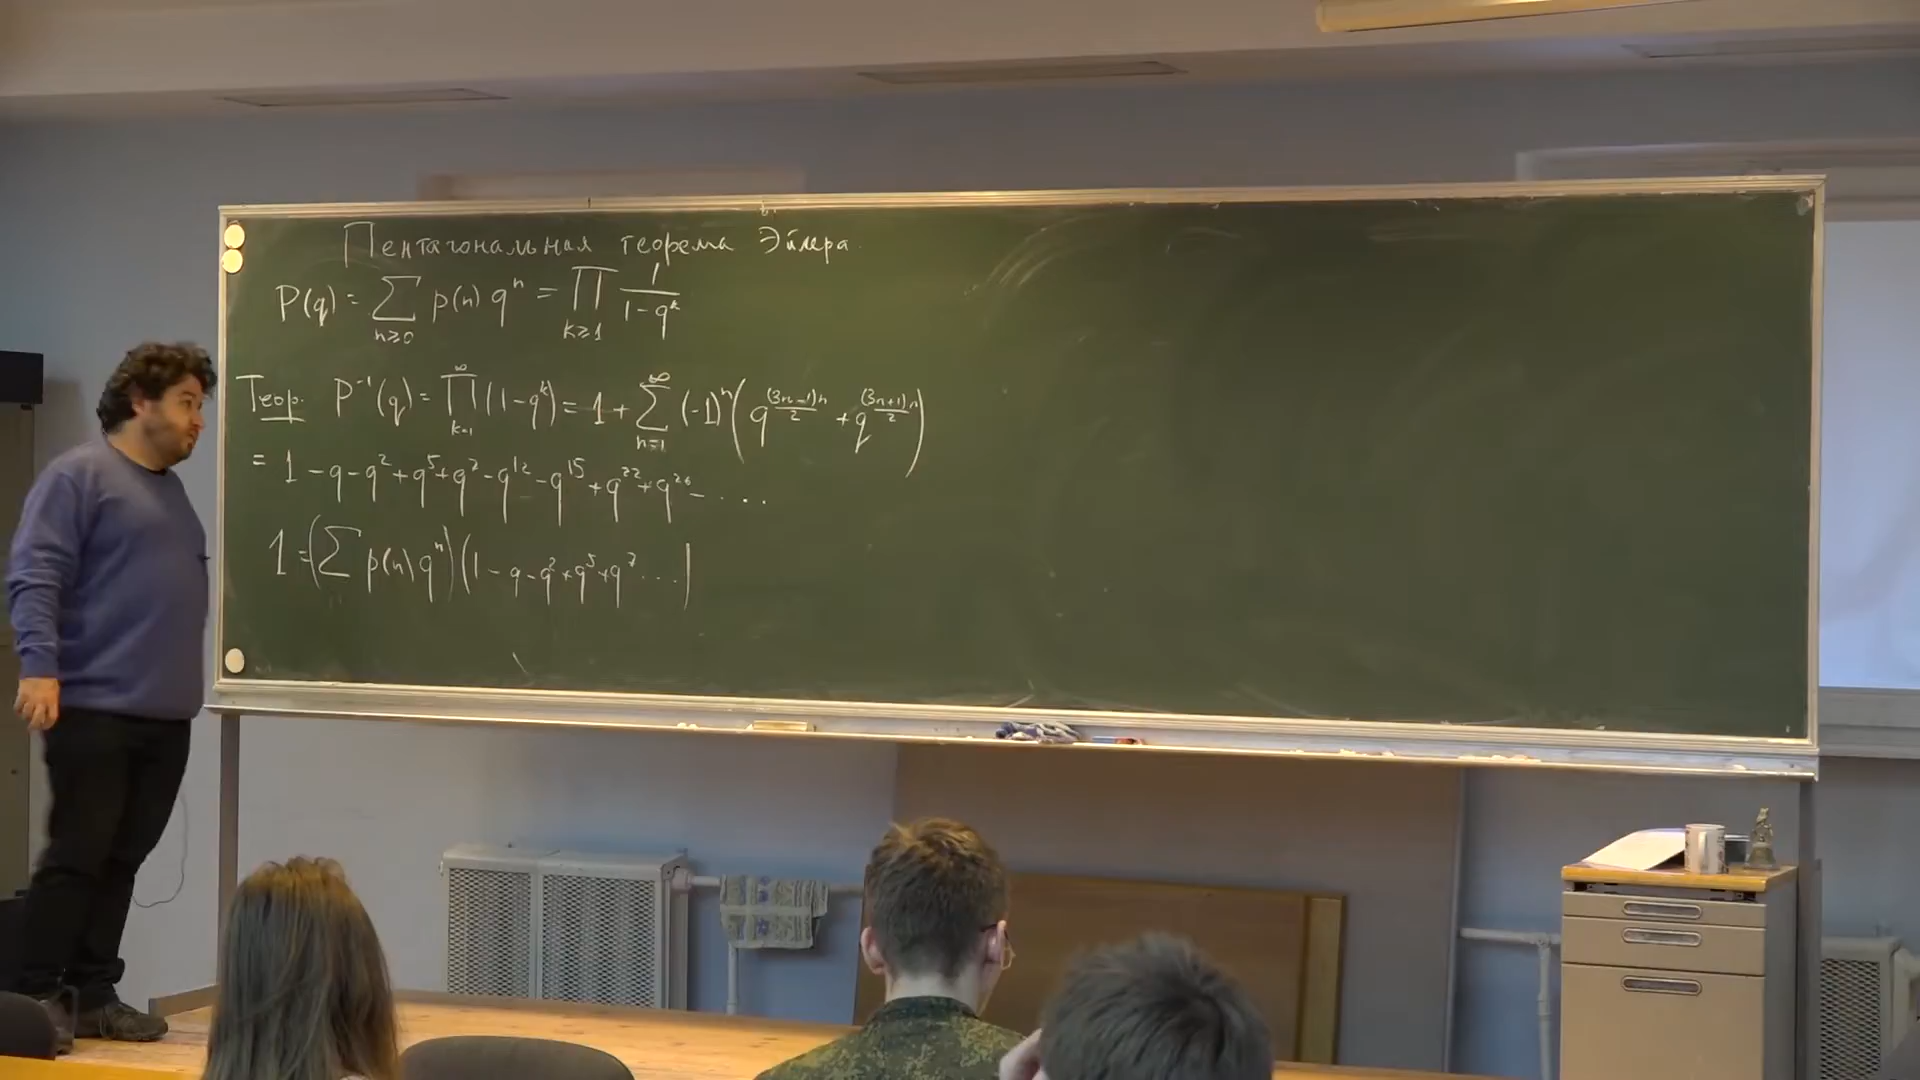 Пентагональная теорема Эйлера.
P(q) = ∑_{n≥0} p(n) q^n = ∏_{k≥1} 1/(1-q^k)
Теор. P^{-1}(q) = ∏_{k=1}^{∞} (1-q^k) = 1 + ∑_{n=1}^{∞} (-1)^n (q^{(3n-1)n/2} + q^{(3n+1)n/2})
= 1 - q - q^2 + q^5 + q^7 - q^{12} - q^{15} + q^{22} + q^{26} - ....
1 = (∑ p(n) q^n)(1 - q - q^2 + q^5 + q^7 ...)